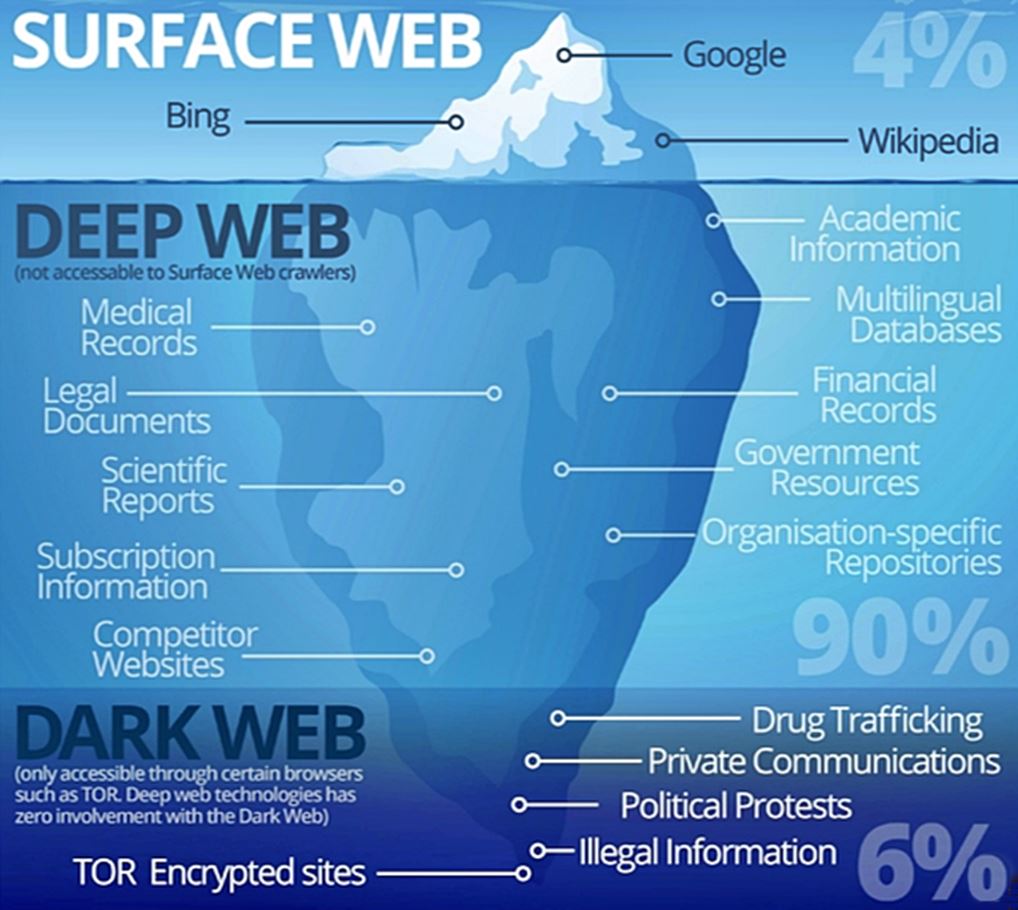 SURFACE WEB
4%
Google
Bing
Wikipedia
DEEP WEB
(not accessable to Surface Web crawlers)
Academic
Information
Medical
Records
Multilingual
Databases
Legal
Documents
Financial
Records
Scientific
Reports
Government
Resources
Subscription
Information
Organisation-specific
Repositories
Competitor
Websites
90%
DARK WEB
(only accessible through certain browsers
such as TOR. Deep web technologies has
zero involvement with the Dark Web)
Drug Trafficking
Private Communications
Political Protests
Illegal Information
TOR Encrypted sites
6%